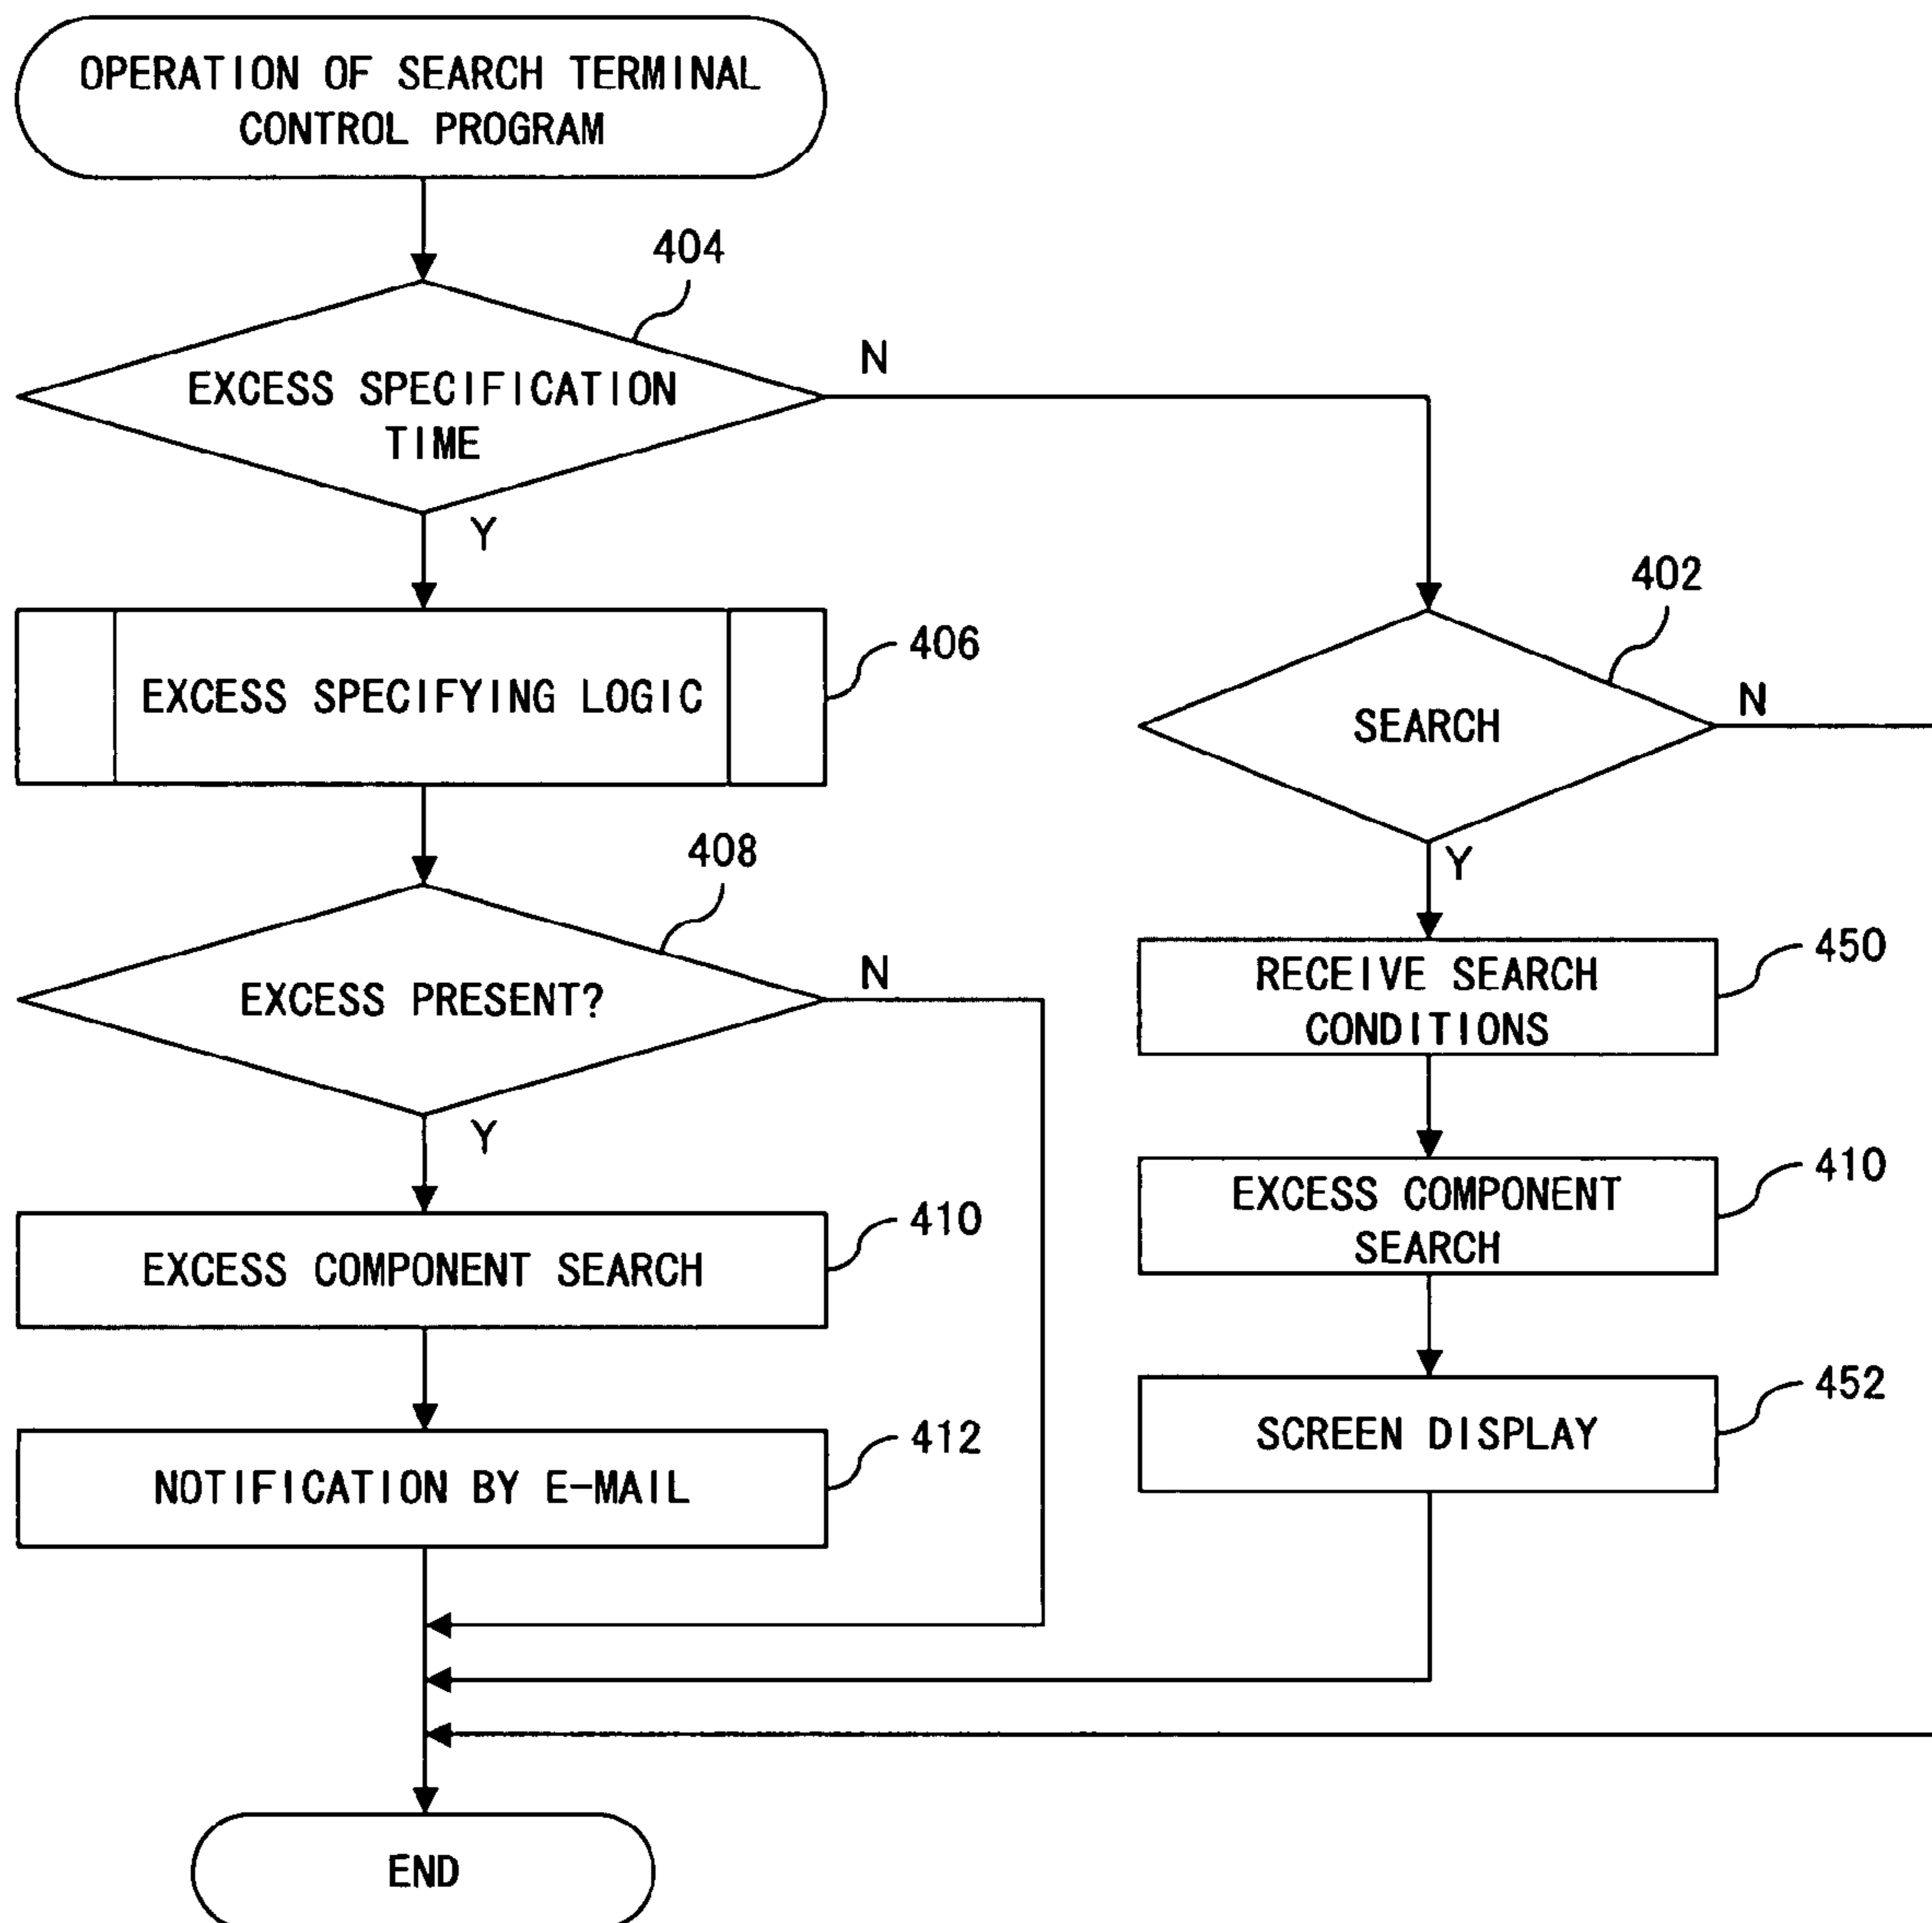 OPERATION OF SEARCH TERMINAL
CONTROL PROGRAM
404
EXCESS SPECIFICATION
TIME
N
Y
406
EXCESS SPECIFYING LOGIC
408
EXCESS PRESENT?
N
Y
410
EXCESS COMPONENT SEARCH
412
NOTIFICATION BY E-MAIL
402
SEARCH
N
Y
450
RECEIVE SEARCH
CONDITIONS
410
EXCESS COMPONENT
SEARCH
452
SCREEN DISPLAY
END